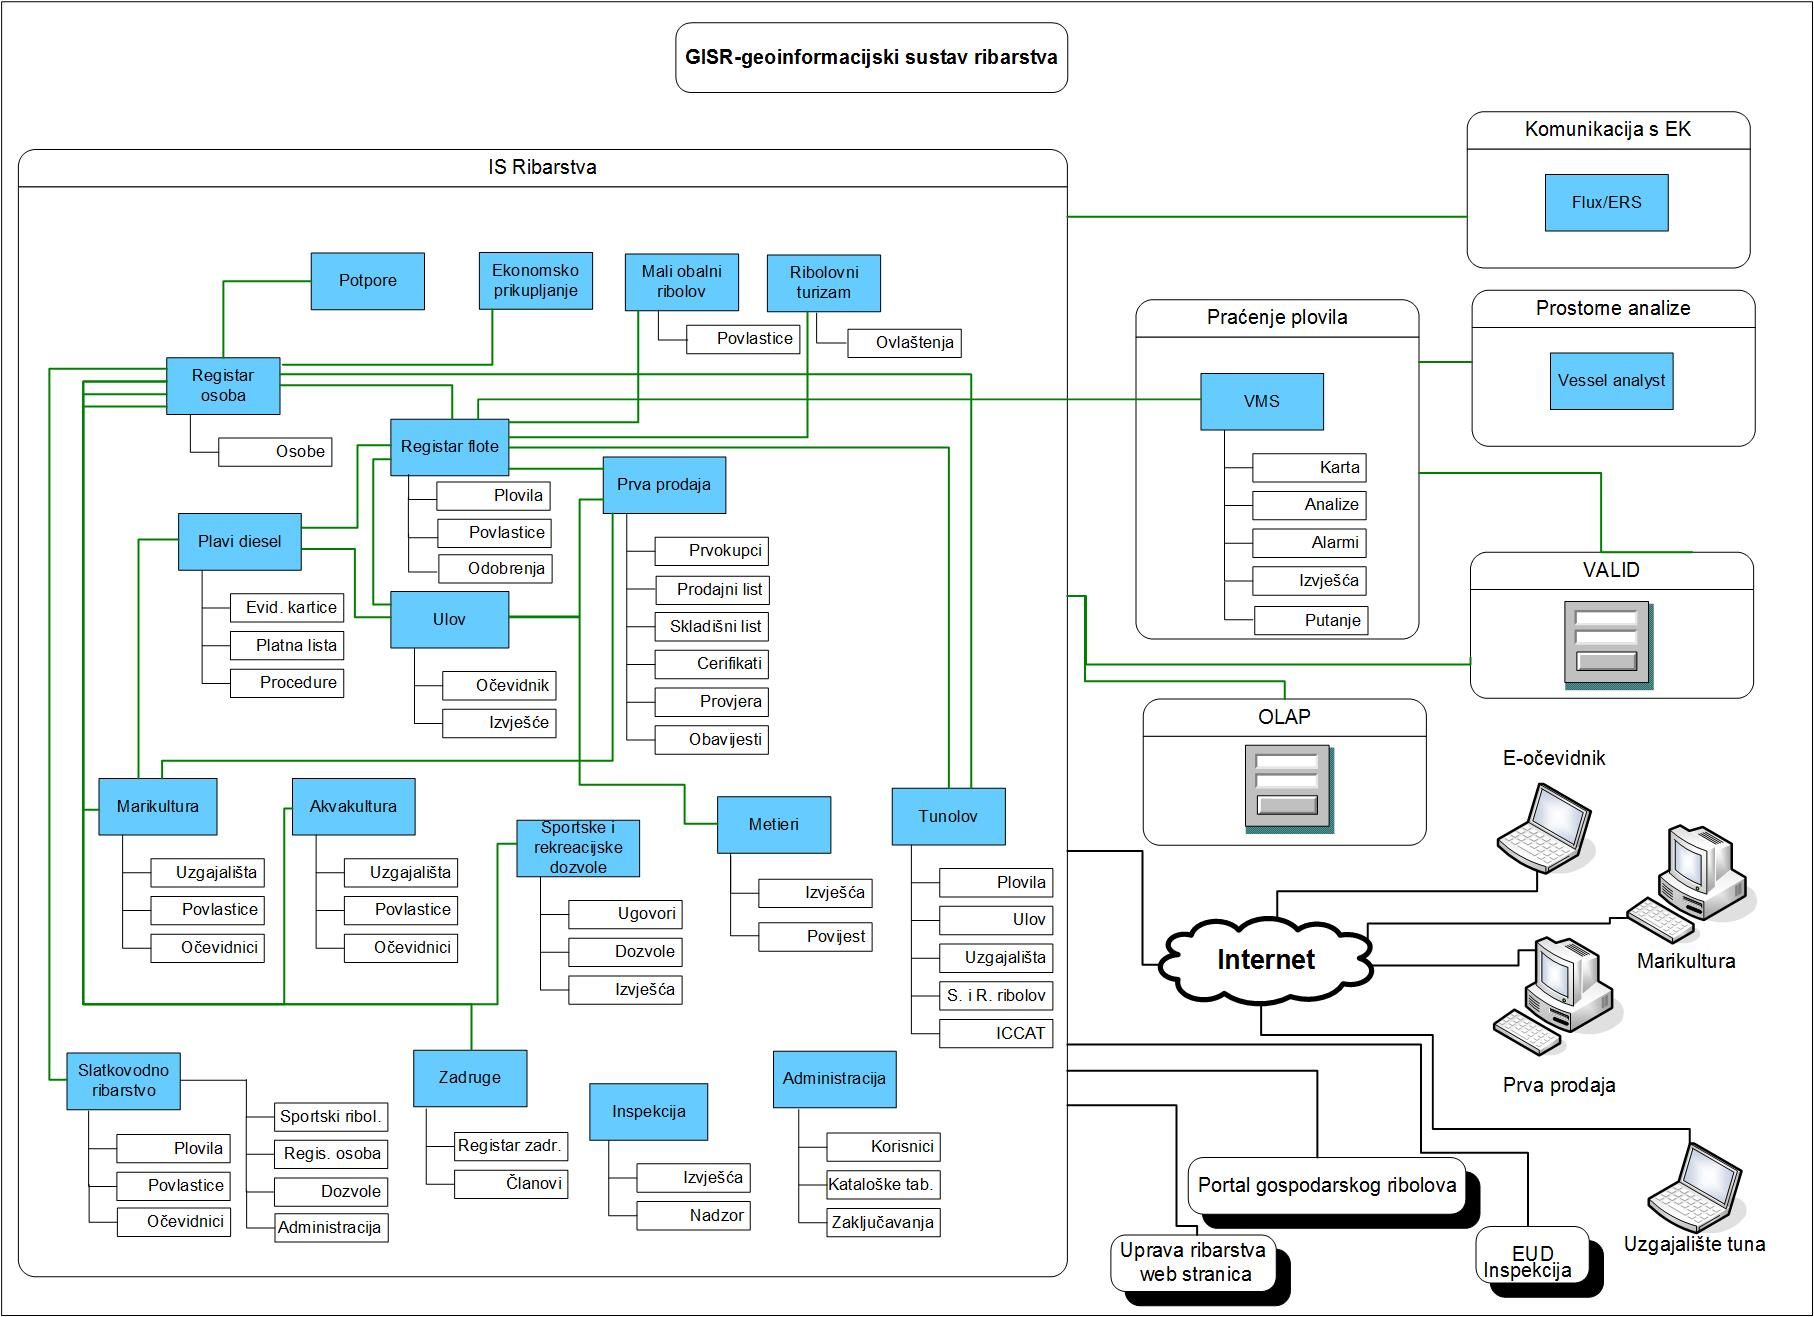 GISR-geoinformacijski sustav ribarstva
Komunikacija s EK
Flux/ERS
IS Ribarstva
Potpore
Ekonomsko
prikupljanje
Mali obalni
ribolov
Povlastice
Ribolovni
turizam
Ovlaštenja
Registar
osoba
Osobe
Registar flote
Plovila
Povlastice
Odobrenja
Prva prodaja
Prvokupci
Prodajni list
Skladišni list
Cerifikati
Provjera
Obavijesti
Plavi diesel
Evid. kartice
Platna lista
Procedure
Ulov
Očevidnik
Izvješće
Marikultura
Uzgajališta
Povlastice
Očevidnici
Akvakultura
Uzgajališta
Povlastice
Očevidnici
Sportske i
rekreacijske
dozvole
Ugovori
Dozvole
Izvješća
Metieri
Izvješća
Povijest
Tunolov
Plovila
Ulov
Uzgajališta
S. i R. ribolov
ICCAT
Slatkovodno
ribarstvo
Plovila
Povlastice
Očevidnici
Sportski ribol.
Regis. osoba
Dozvole
Administracija
Zadruge
Registar zadr.
Članovi
Inspekcija
Izvješća
Nadzor
Administracija
Korisnici
Kataloške tab.
Zaključavanja
Praćenje plovila
VMS
Karta
Analize
Alarmi
Izvješća
Putanje
Prostorne analize
Vessel analyst
VALID
OLAP
E-očevidnik
Marikultura
Internet
Prva prodaja
Portal gospodarskog ribolova
Uprava ribarstva
web stranica
EUD
Inspekcija
Uzgajalište tuna